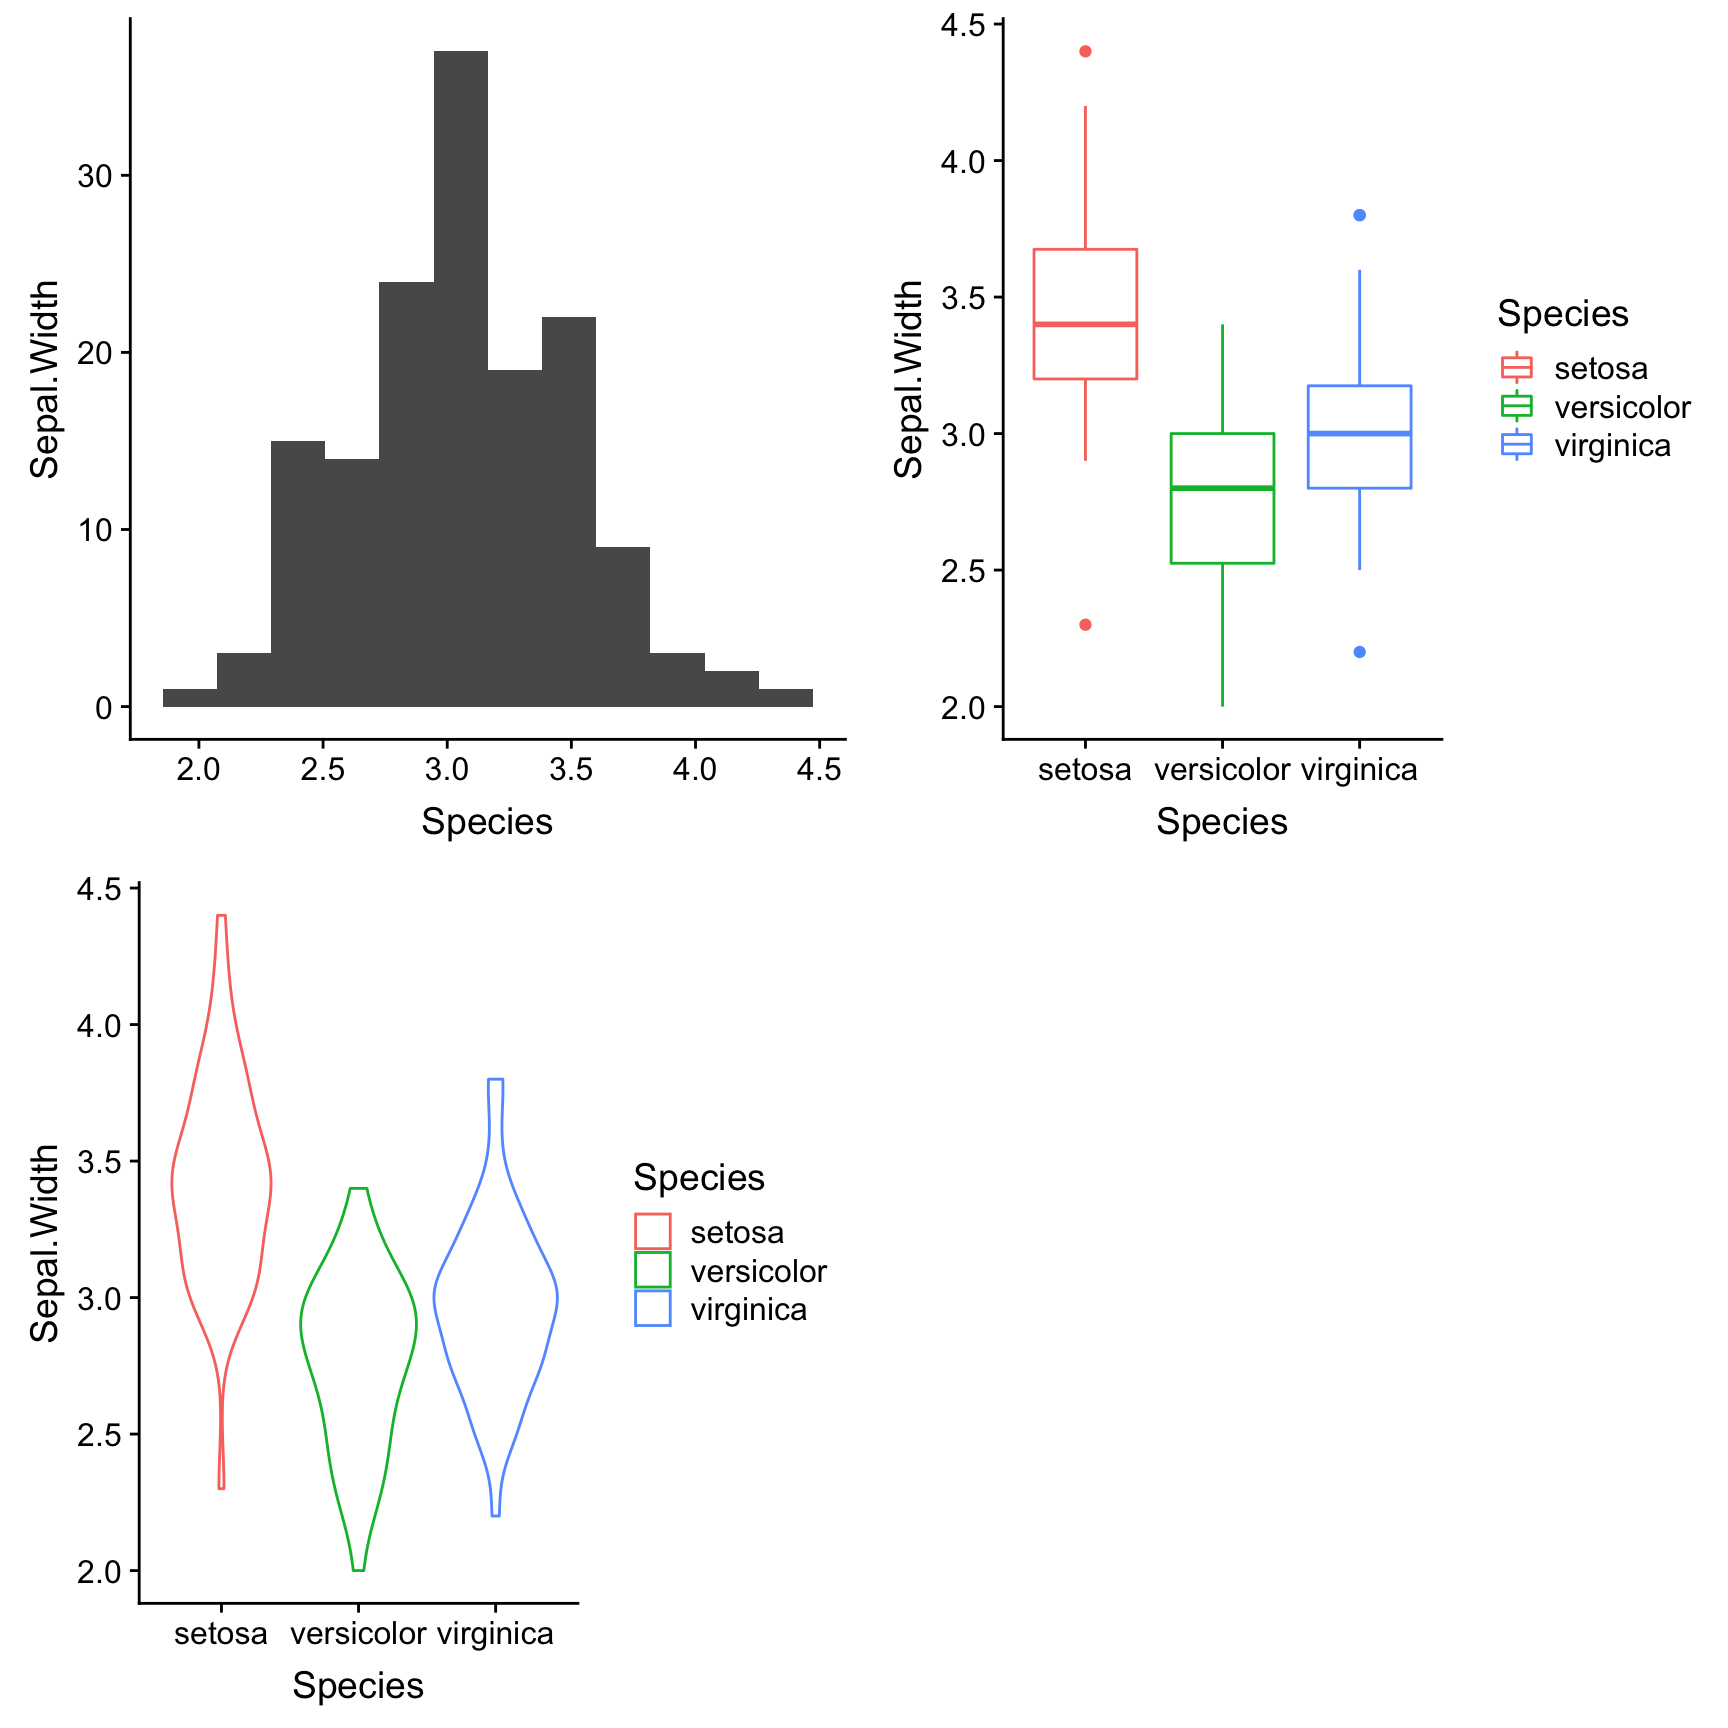 Sepal.Width
30
20
10
0
2.0 2.5 3.0 3.5 4.0 4.5
Species
Sepal.Width
4.5
4.0
3.5
3.0
2.5
2.0
setosa versicolor virginica
Species
Species
setosa
versicolor
virginica
Sepal.Width
4.5
4.0
3.5
3.0
2.5
2.0
setosa versicolor virginica
Species
Species
setosa
versicolor
virginica